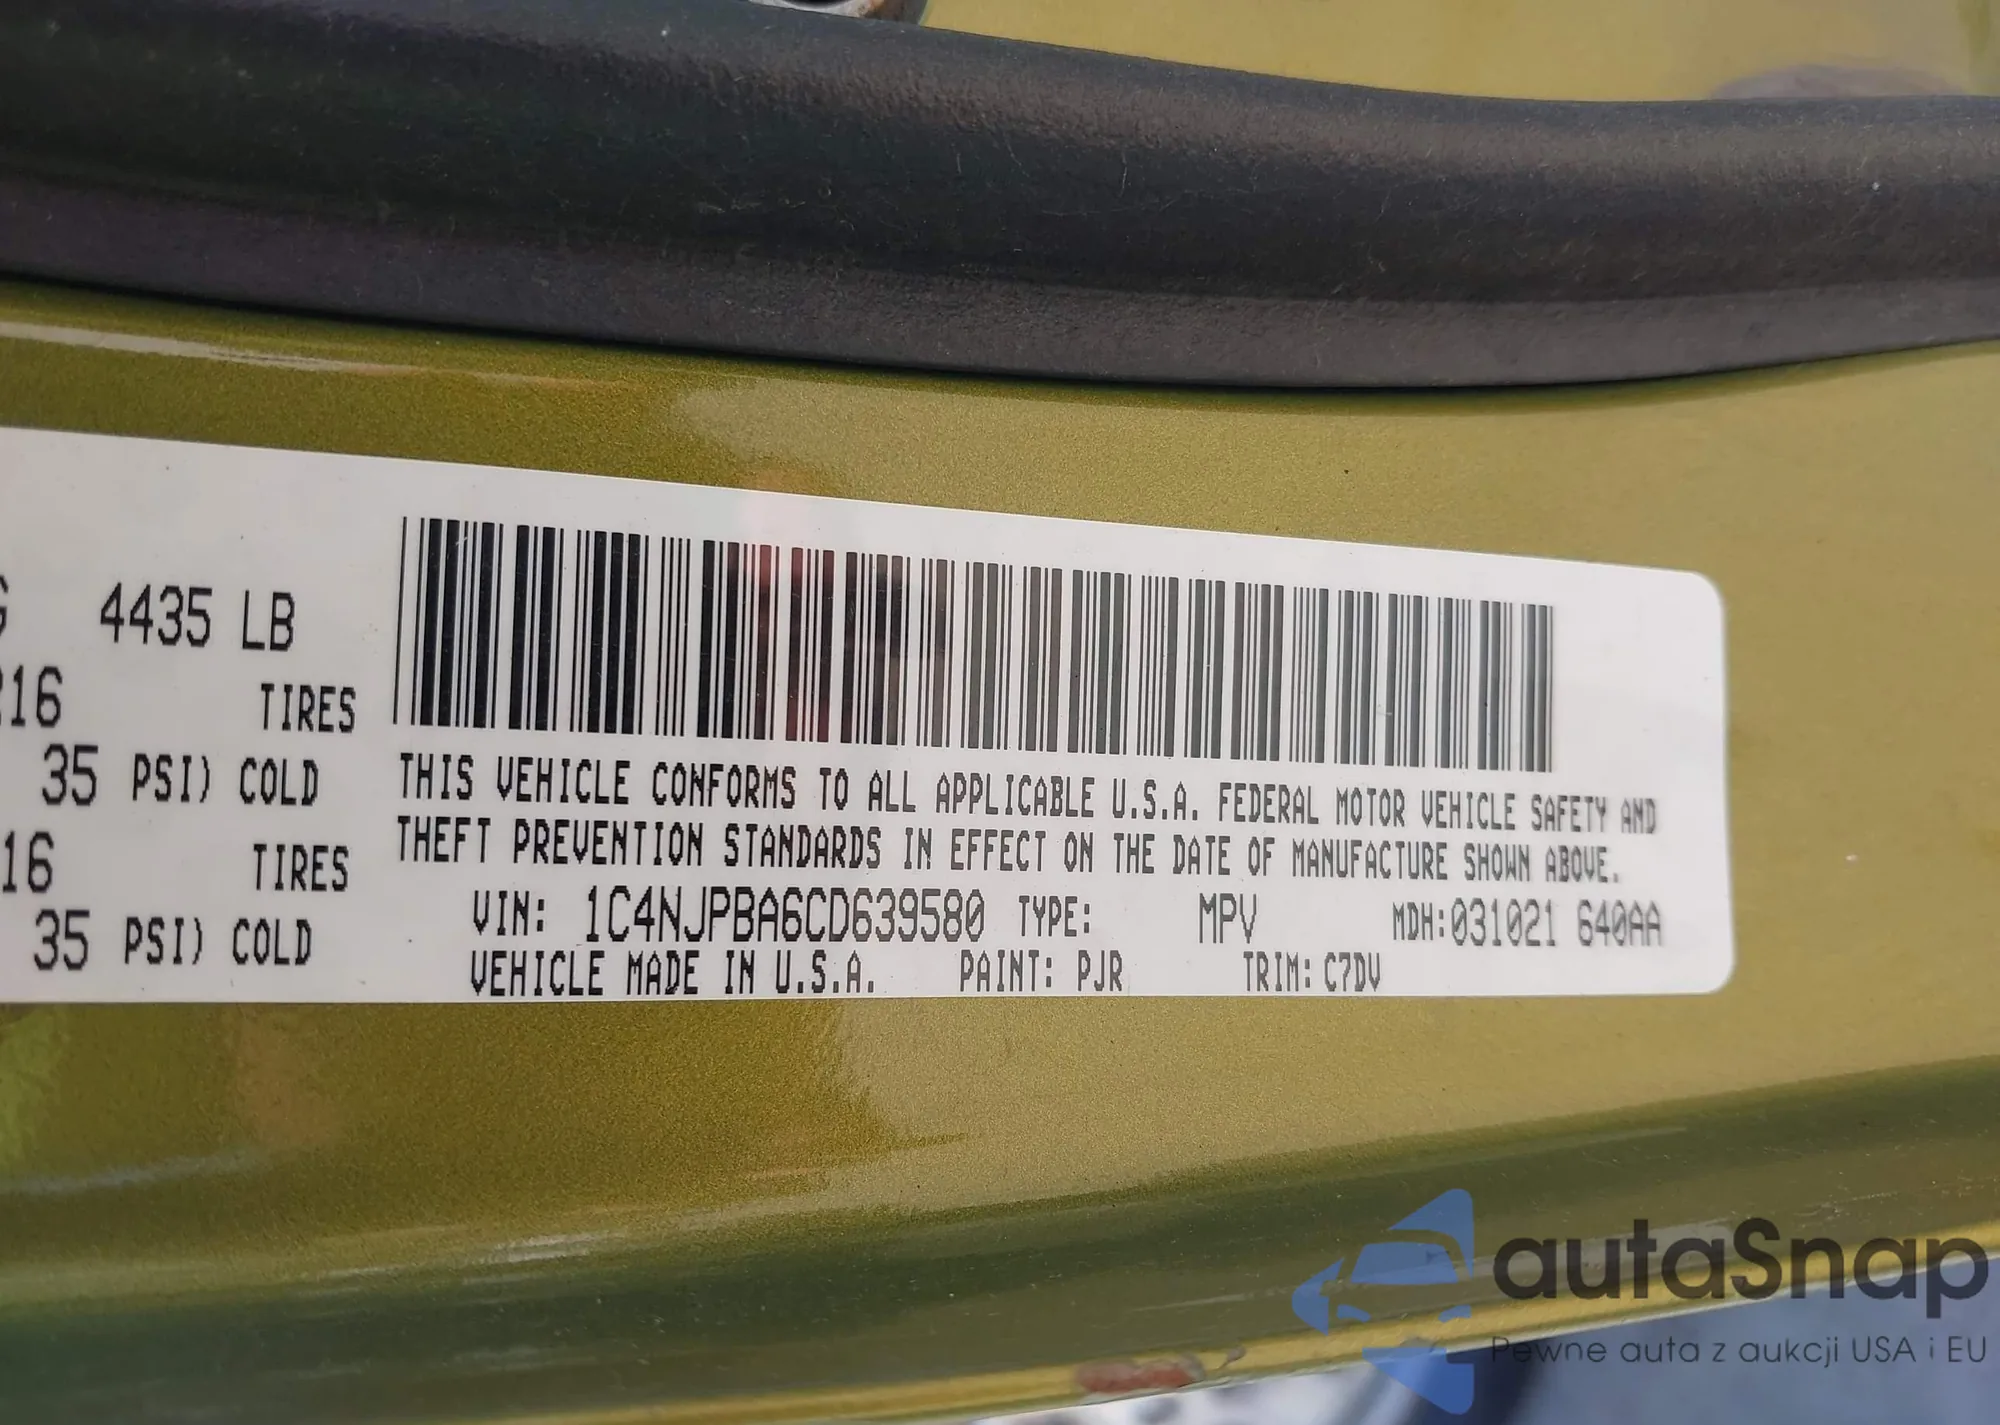 4435 LB
16 TIRES
35 PSI) COLD
16 TIRES
35 PSI) COLD
THIS VEHICLE CONFORMS TO ALL APPLICABLE U.S.A. FEDERAL MOTOR VEHICLE SAFETY AND
THEFT PREVENTION STANDARDS IN EFFECT ON THE DATE OF MANUFACTURE SHOWN ABOVE.
VIN: 1C4NJPBA6CD639580 TYPE: MPV MDH:031021 640AA
VEHICLE MADE IN U.S.A. PAINT: PJR TRIM: C7DV
autaSnap
Pewne auta z aukcji USA i EU